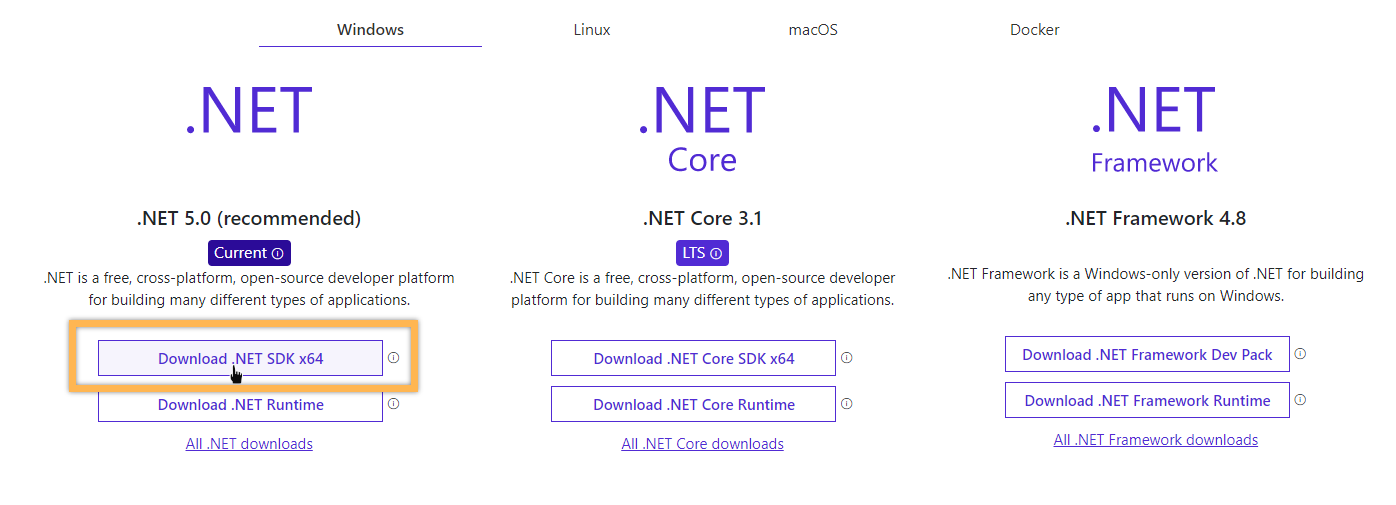 Windows
Linux
macOS
Docker
.NET
.NET 5.0 (recommended)
Current
.NET is a free, cross-platform, open-source developer platform
for building many different types of applications.
Download .NET SDK x64
Download .NET Runtime
All .NET downloads
.NET
Core
.NET Core 3.1
LTS
.NET Core is a free, cross-platform, open-source developer
platform for building many different types of applications.
Download .NET Core SDK x64
Download .NET Core Runtime
All .NET Core downloads
.NET
Framework
.NET Framework 4.8
.NET Framework is a Windows-only version of .NET for building
any type of app that runs on Windows.
Download .NET Framework Dev Pack
Download .NET Framework Runtime
All .NET Framework downloads